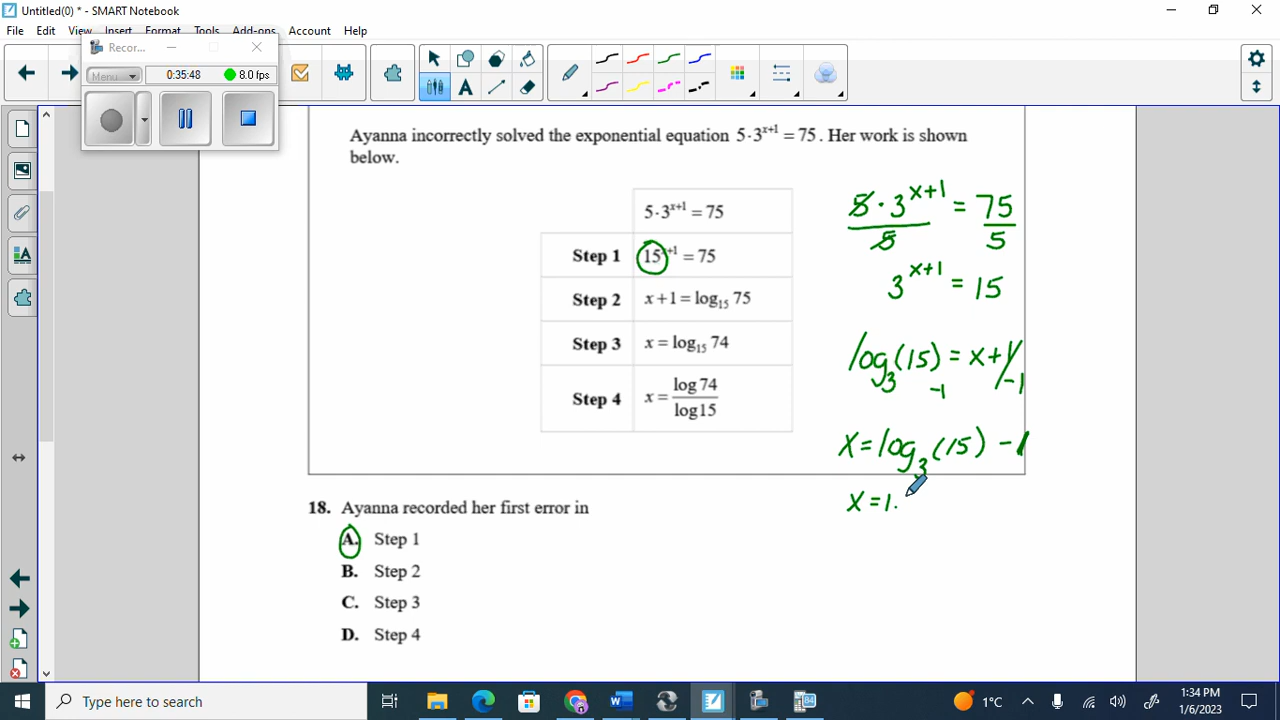 Untitled(0) * - SMART Notebook
File Edit View Insert Format Tools Add-ons Account Help
Recor...
Menu 0:35:48 8.0 fps
Ayanna incorrectly solved the exponential equation 5·3^{x+1} = 75. Her work is shown
below.
5·3^{x+1} = 75
Step 1 15^{x+1} = 75
Step 2 x + 1 = log₁₅ 75
Step 3 x = log₁₅ 74
Step 4 x = log 74 / log 15
5 · 3^{x+1} = 75
5 5
3^{x+1} = 15
log₃(15) = x + 1
-1 -1
x = log₃(15) - 1
x = 1.
18. Ayanna recorded her first error in
A. Step 1
B. Step 2
C. Step 3
D. Step 4
Type here to search
1°C
1:34 PM
1/6/2023